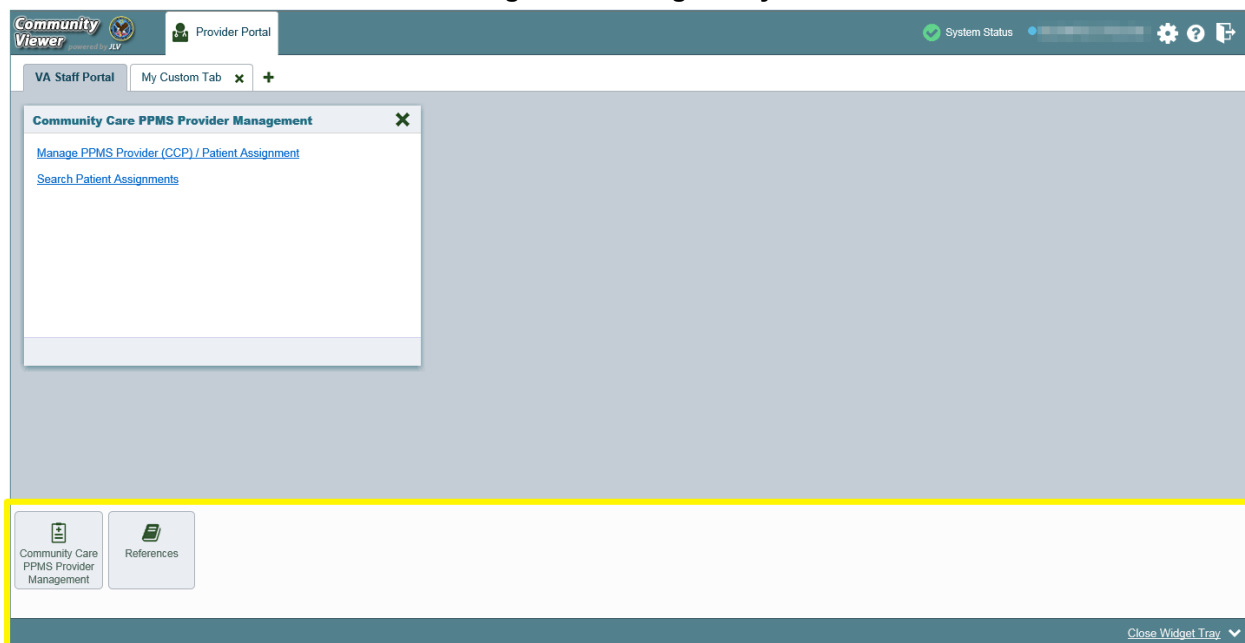 Community
Viewer powered by JLV
Provider Portal
System Status
VA Staff Portal
My Custom Tab
Community Care PPMS Provider Management
Manage PPMS Provider (CCP) / Patient Assignment
Search Patient Assignments
Community Care
PPMS Provider
Management
References
Close Widget Tray